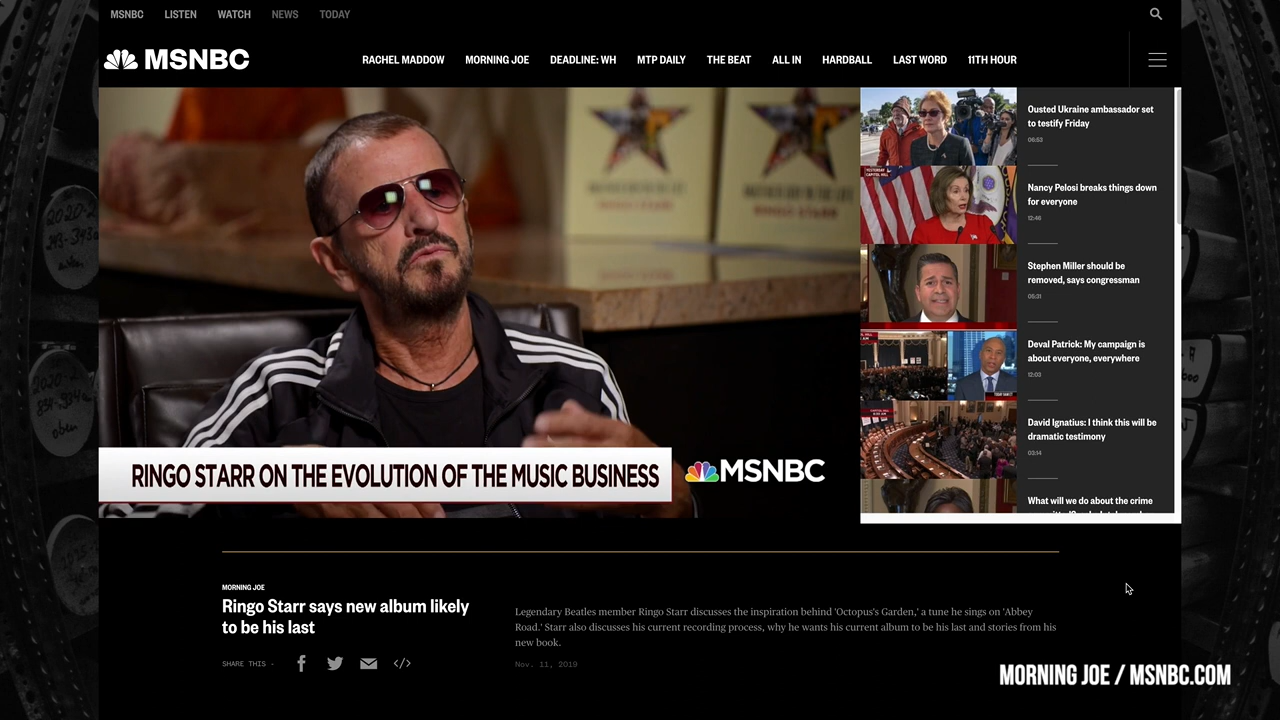 MSNBC LISTEN WATCH NEWS TODAY
MSNBC
RACHEL MADDOW MORNING JOE DEADLINE: WH MTP DAILY THE BEAT ALL IN HARDBALL LAST WORD 11TH HOUR
RINGO STARR ON THE EVOLUTION OF THE MUSIC BUSINESS
MSNBC
Ousted Ukraine ambassador set
to testify Friday
06:53
Nancy Pelosi breaks things down
for everyone
12:46
Stephen Miller should be
removed, says congressman
05:31
Deval Patrick: My campaign is
about everyone, everywhere
12:03
David Ignatius: I think this will be
dramatic testimony
03:14
What will we do about the crime
MORNING JOE
Ringo Starr says new album likely
to be his last
SHARE THIS -
Legendary Beatles member Ringo Starr discusses the inspiration behind 'Octopus's Garden,' a tune he sings on 'Abbey
Road.' Starr also discusses his current recording process, why he wants his current album to be his last and stories from his
new book.
Nov. 11, 2019
MORNING JOE / MSNBC.COM